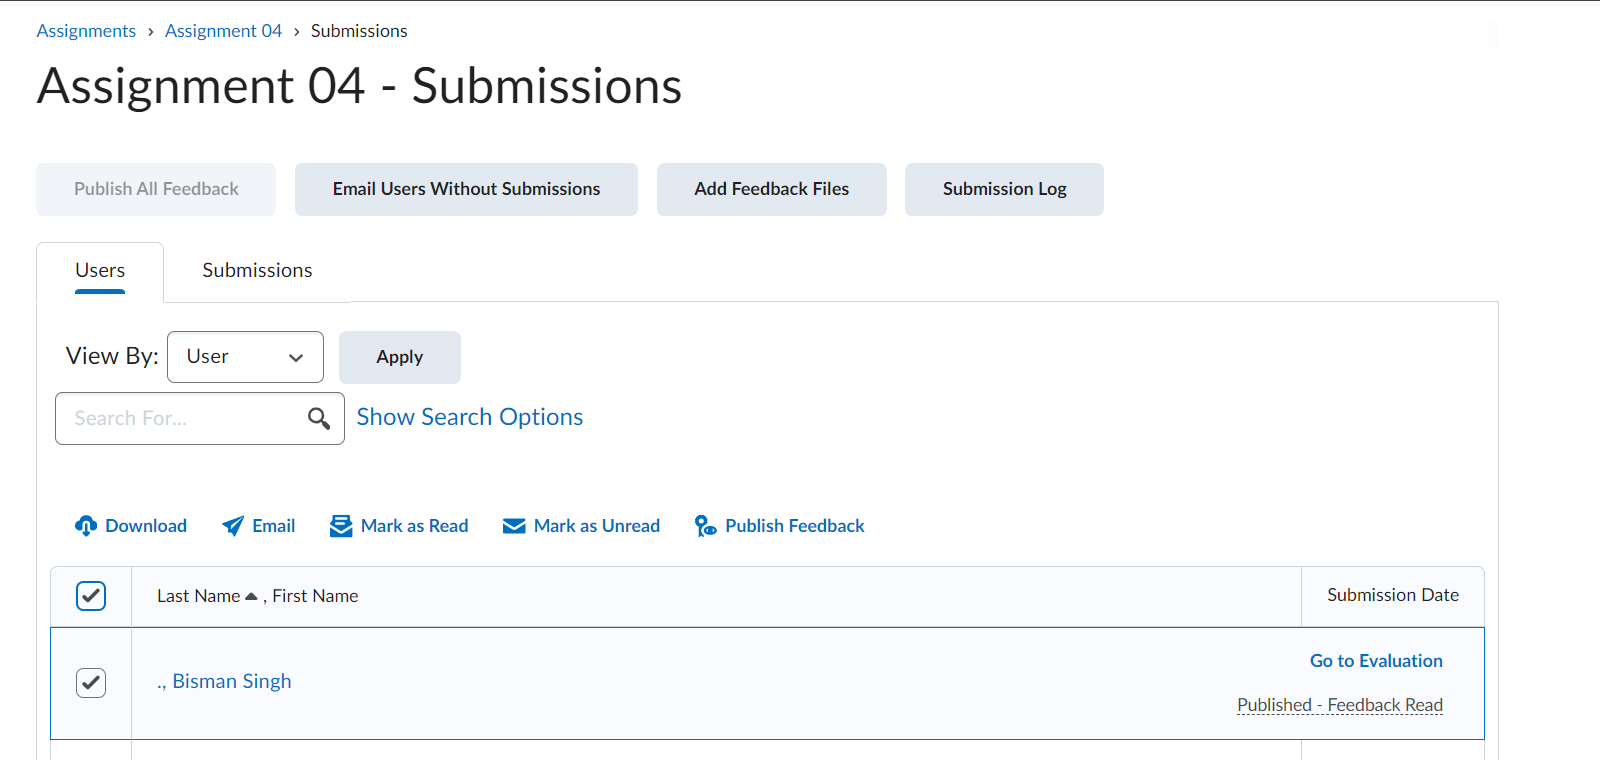 Assignments › Assignment 04 › Submissions
Assignment 04 - Submissions
Publish All Feedback Email Users Without Submissions Add Feedback Files Submission Log
Users Submissions
View By: User Apply
Search For... Show Search Options
Download Email Mark as Read Mark as Unread Publish Feedback
Last Name , First Name Submission Date
Go to Evaluation
., Bisman Singh
Published - Feedback Read